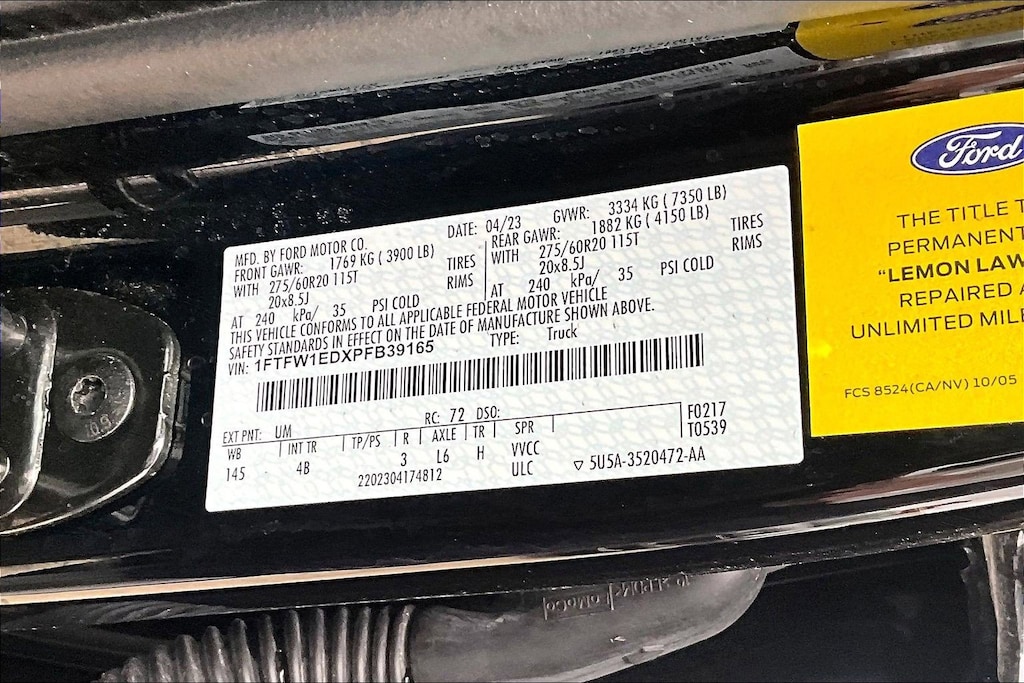 MFD. BY FORD MOTOR CO.
DATE: 04/23
GVWR: 3334 KG ( 7350 LB)
FRONT GAWR: 1769 KG ( 3900 LB)
REAR GAWR: 1882 KG ( 4150 LB)
WITH 275/60R20 115T TIRES
WITH 275/60R20 115T TIRES
20x8.5J RIMS
20x8.5J RIMS
AT 240 kPa/ 35 PSI COLD
AT 240 kPa/ 35 PSI COLD
THIS VEHICLE CONFORMS TO ALL APPLICABLE FEDERAL MOTOR VEHICLE
SAFETY STANDARDS IN EFFECT ON THE DATE OF MANUFACTURE SHOWN ABOVE.
VIN: 1FTFW1EDXPFB39165
TYPE: Truck
EXT PNT: UM RC: 72 DSO: F0217
WB INT TR TP/PS R AXLE TR SPR T0539
145 4B 3 L6 H VVCC
2202304174812 ULC ▽ 5U5A-3520472-AA
Ford
THE TITLE T
PERMANENT
"LEMON LAW
REPAIRED A
UNLIMITED MILE
FCS 8524(CA/NV) 10/05